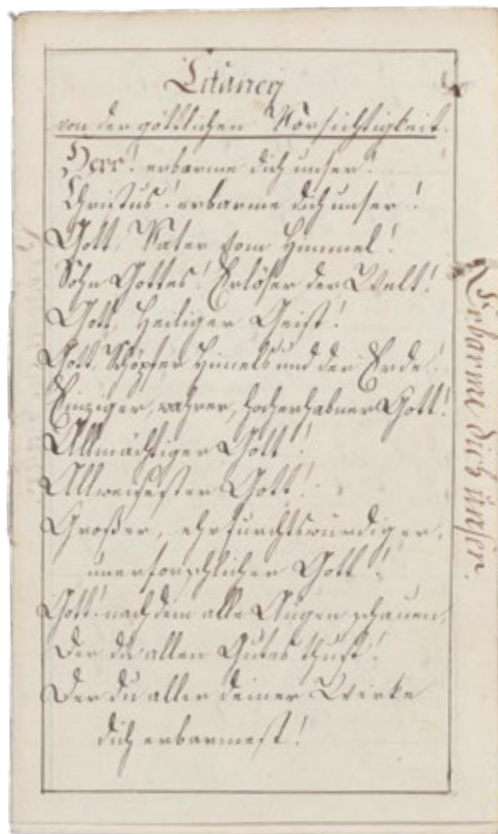 Litaney
von der göttlichen Vorsichtigkeit.
Herr! erbarme dich unser!
Christus! erbarme dich unser!
Gott Vater vom Himmel!
Sohn Gottes! Erlöser der Welt!
Gott, heiliger Geist!
Gott Schöpfer Himmels und der Erde!
Einziger, wahrer, hocherhabner Gott!
Allmächtiger Gott!
Allweisester Gott!
Großer, ehrfurchtswürdiger,
unerforschlicher Gott!
Gott! nach dem alle Augen schauen,
Der du allen Gutes thust!
Der du aller deiner Werke
dich erbarmest!
Erbarme dich unser.